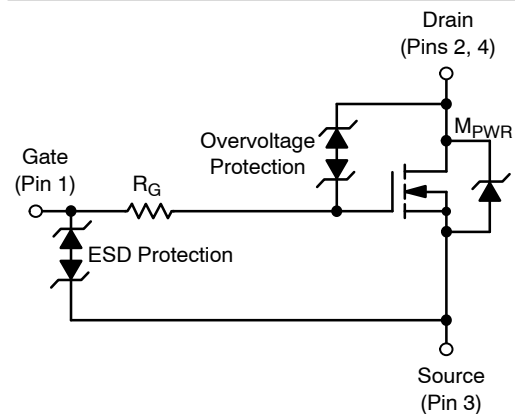 Drain
(Pins 2, 4)
M_PWR
Overvoltage
Protection
Gate
(Pin 1)
R_G
ESD Protection
Source
(Pin 3)